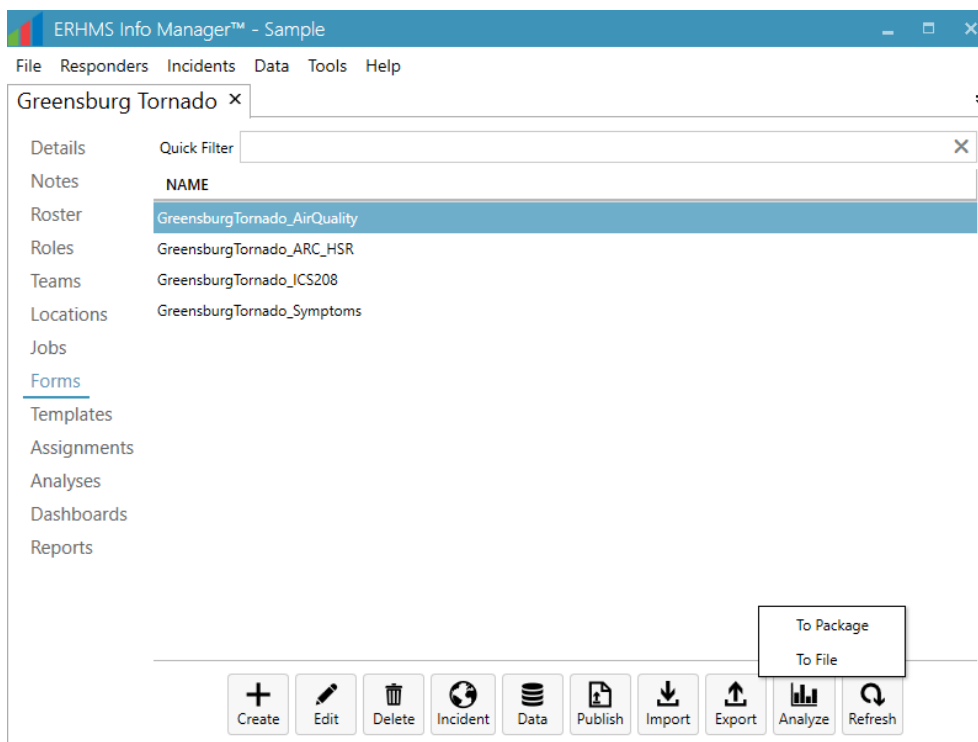 ERHMS Info Manager™ - Sample
File Responders Incidents Data Tools Help
Greensburg Tornado ×
Details
Notes
Roster
Roles
Teams
Locations
Jobs
Forms
Templates
Assignments
Analyses
Dashboards
Reports
Quick Filter
NAME
GreensburgTornado_AirQuality
GreensburgTornado_ARC_HSR
GreensburgTornado_ICS208
GreensburgTornado_Symptoms
To Package
To File
Create Edit Delete Incident Data Publish Import Export Analyze Refresh